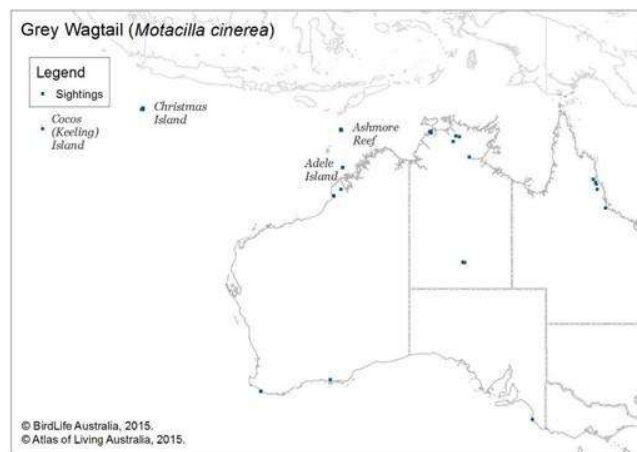 Grey Wagtail (Motacilla cinerea)
Legend
Sightings
Cocos
(Keeling)
Island
Christmas
Island
Ashmore
Reef
Adele
Island
© BirdLife Australia, 2015.
© Atlas of Living Australia, 2015.